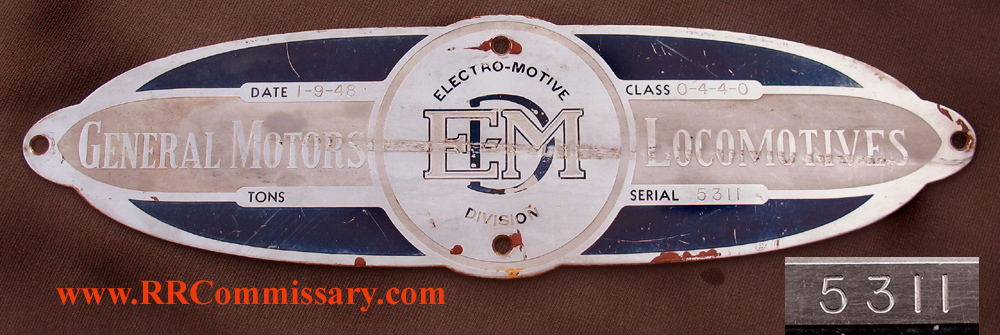 ELECTRO-MOTIVE
DATE 1-9-48
CLASS 0-4-4-0
GENERAL MOTORS
EMD
LOCOMOTIVES
TONS
SERIAL 5311
DIVISION
www.RRCommissary.com
5311